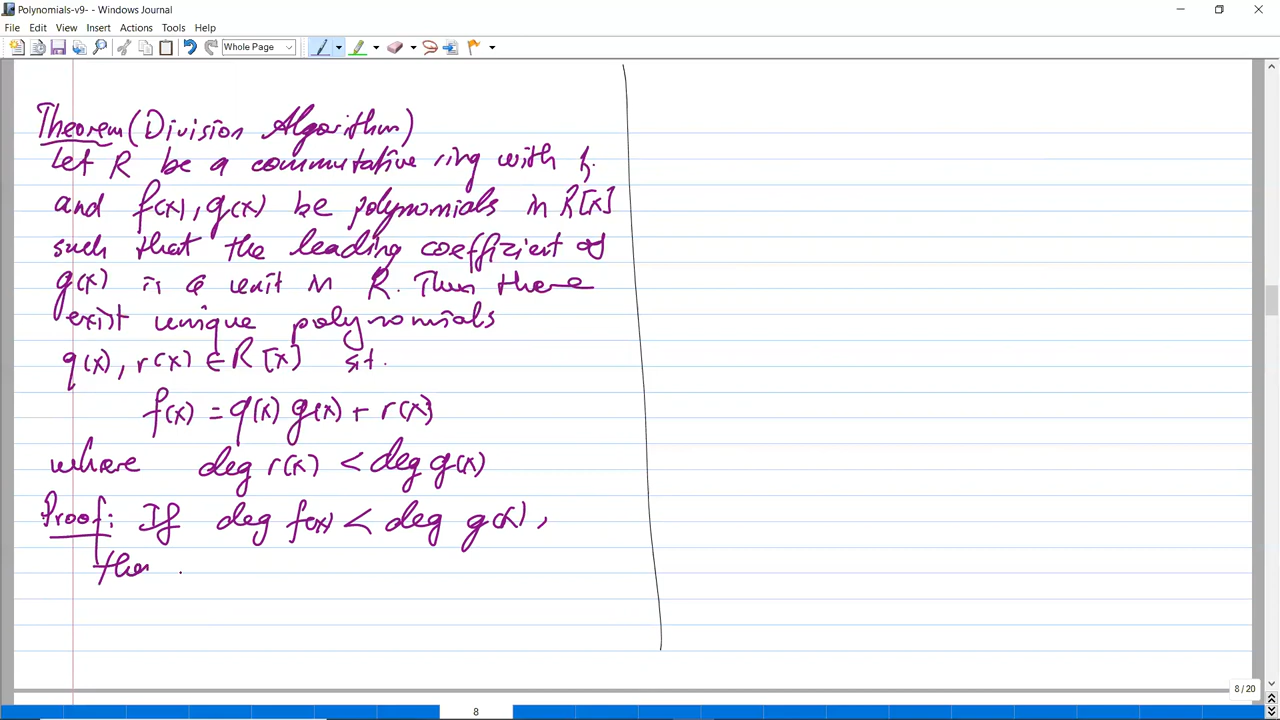 Polynomials-v9- - Windows Journal
File Edit View Insert Actions Tools Help
Whole Page
Theorem (Division Algorithm)
Let R be a commutative ring with 1,
and f(x), g(x) be polynomials in R[x]
such that the leading coefficient of
g(x) is a unit in R. Then there
exist unique polynomials
q(x), r(x) ∈ R[x] s.t.
f(x) = q(x) g(x) + r(x)
where deg r(x) < deg g(x)
Proof: If deg f(x) < deg g(x),
then
8 / 20
8